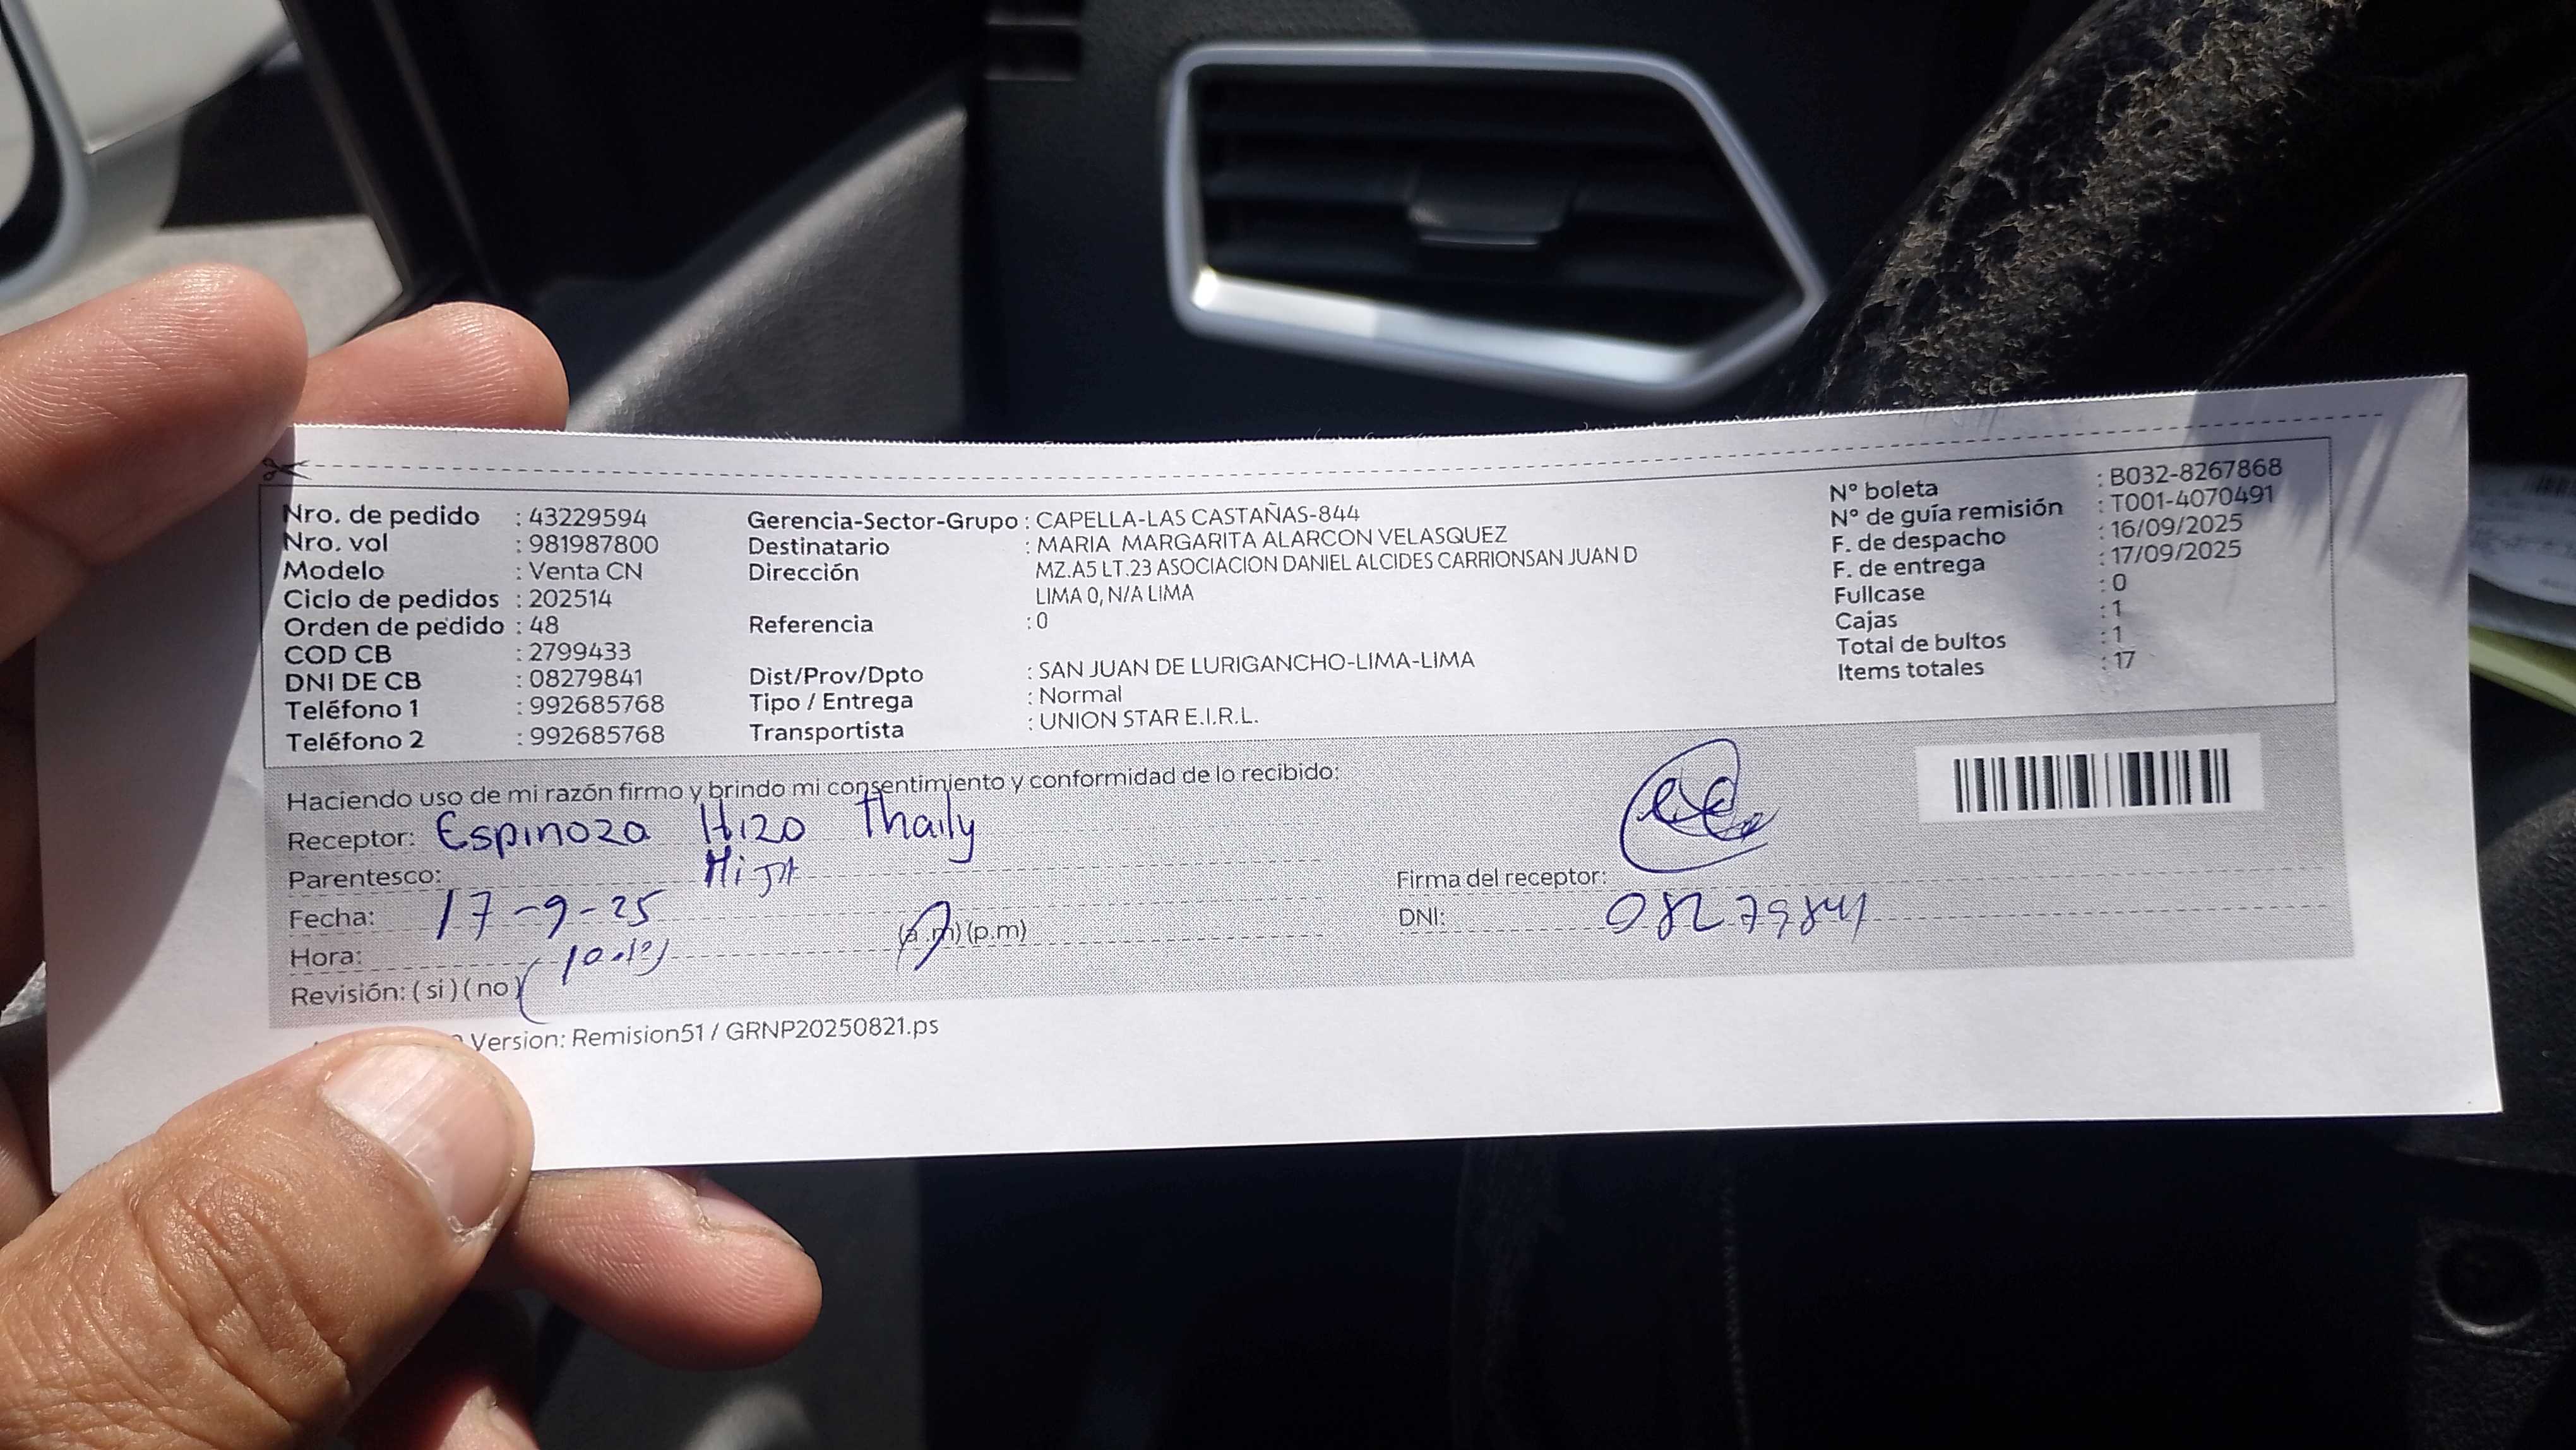 Nro. de pedido : 43229594
Nro. vol : 981987800
Modelo : Venta CN
Ciclo de pedidos : 202514
Orden de pedido : 48
COD CB : 2799433
DNI DE CB : 08279841
Teléfono 1 : 992685768
Teléfono 2 : 992685768
Gerencia-Sector-Grupo : CAPELLA-LAS CASTAÑAS-844
Destinatario : MARIA MARGARITA ALARCON VELASQUEZ
Dirección MZ.A5 LT.23 ASOCIACION DANIEL ALCIDES CARRIONSAN JUAN D
LIMA 0, N/A LIMA
Referencia : 0
Dist/Prov/Dpto : SAN JUAN DE LURIGANCHO-LIMA-LIMA
Tipo / Entrega : Normal
Transportista : UNION STAR E.I.R.L.
N° boleta : B032-8267868
N° de guía remisión : T001-4070491
F. de despacho : 16/09/2025
F. de entrega : 17/09/2025
Fullcase : 0
Cajas : 1
Total de bultos : 1
Items totales : 17
Haciendo uso de mi razón firmo y brindo mi consentimiento y conformidad de lo recibido:
Receptor: Espinoza Hizo Thaily
Parentesco: HiJA
Fecha: 17-9-25
Hora: (a.m) (p.m)
Revisión: ( si ) ( no )
Firma del receptor:
DNI: 08279841
Version: Remision51 / GRNP20250821.ps